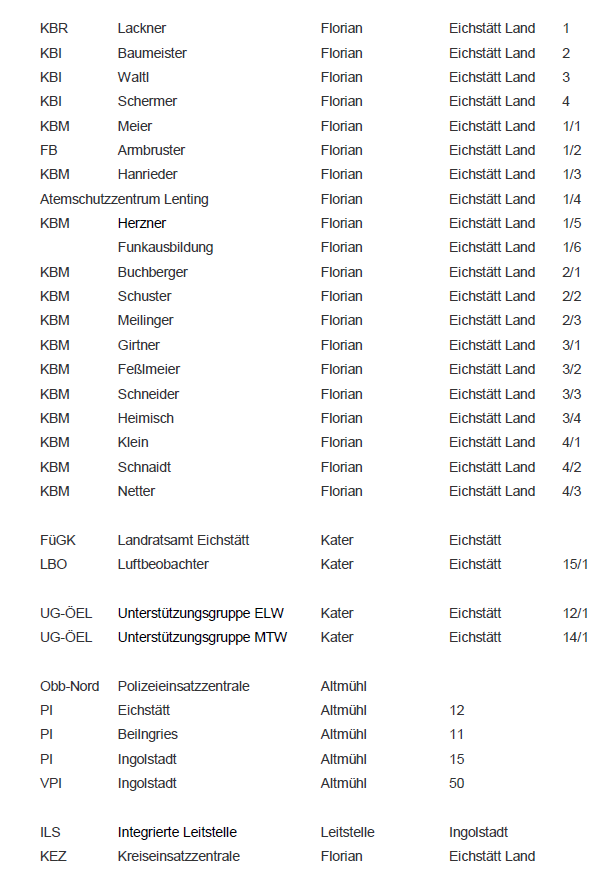 KBR Lackner Florian Eichstätt Land 1
KBI Baumeister Florian Eichstätt Land 2
KBI Waltl Florian Eichstätt Land 3
KBI Schermer Florian Eichstätt Land 4
KBM Meier Florian Eichstätt Land 1/1
FB Armbruster Florian Eichstätt Land 1/2
KBM Hanrieder Florian Eichstätt Land 1/3
Atemschutzzentrum Lenting Florian Eichstätt Land 1/4
KBM Herzner Florian Eichstätt Land 1/5
Funkausbildung Florian Eichstätt Land 1/6
KBM Buchberger Florian Eichstätt Land 2/1
KBM Schuster Florian Eichstätt Land 2/2
KBM Meilinger Florian Eichstätt Land 2/3
KBM Girtner Florian Eichstätt Land 3/1
KBM Feßlmeier Florian Eichstätt Land 3/2
KBM Schneider Florian Eichstätt Land 3/3
KBM Heimisch Florian Eichstätt Land 3/4
KBM Klein Florian Eichstätt Land 4/1
KBM Schnaidt Florian Eichstätt Land 4/2
KBM Netter Florian Eichstätt Land 4/3
FüGK Landratsamt Eichstätt Kater Eichstätt
LBO Luftbeobachter Kater Eichstätt 15/1
UG-ÖEL Unterstützungsgruppe ELW Kater Eichstätt 12/1
UG-ÖEL Unterstützungsgruppe MTW Kater Eichstätt 14/1
Obb-Nord Polizeieinsatzzentrale Altmühl
PI Eichstätt Altmühl 12
PI Beilngries Altmühl 11
PI Ingolstadt Altmühl 15
VPI Ingolstadt Altmühl 50
ILS Integrierte Leitstelle Leitstelle Ingolstadt
KEZ Kreiseinsatzzentrale Florian Eichstätt Land